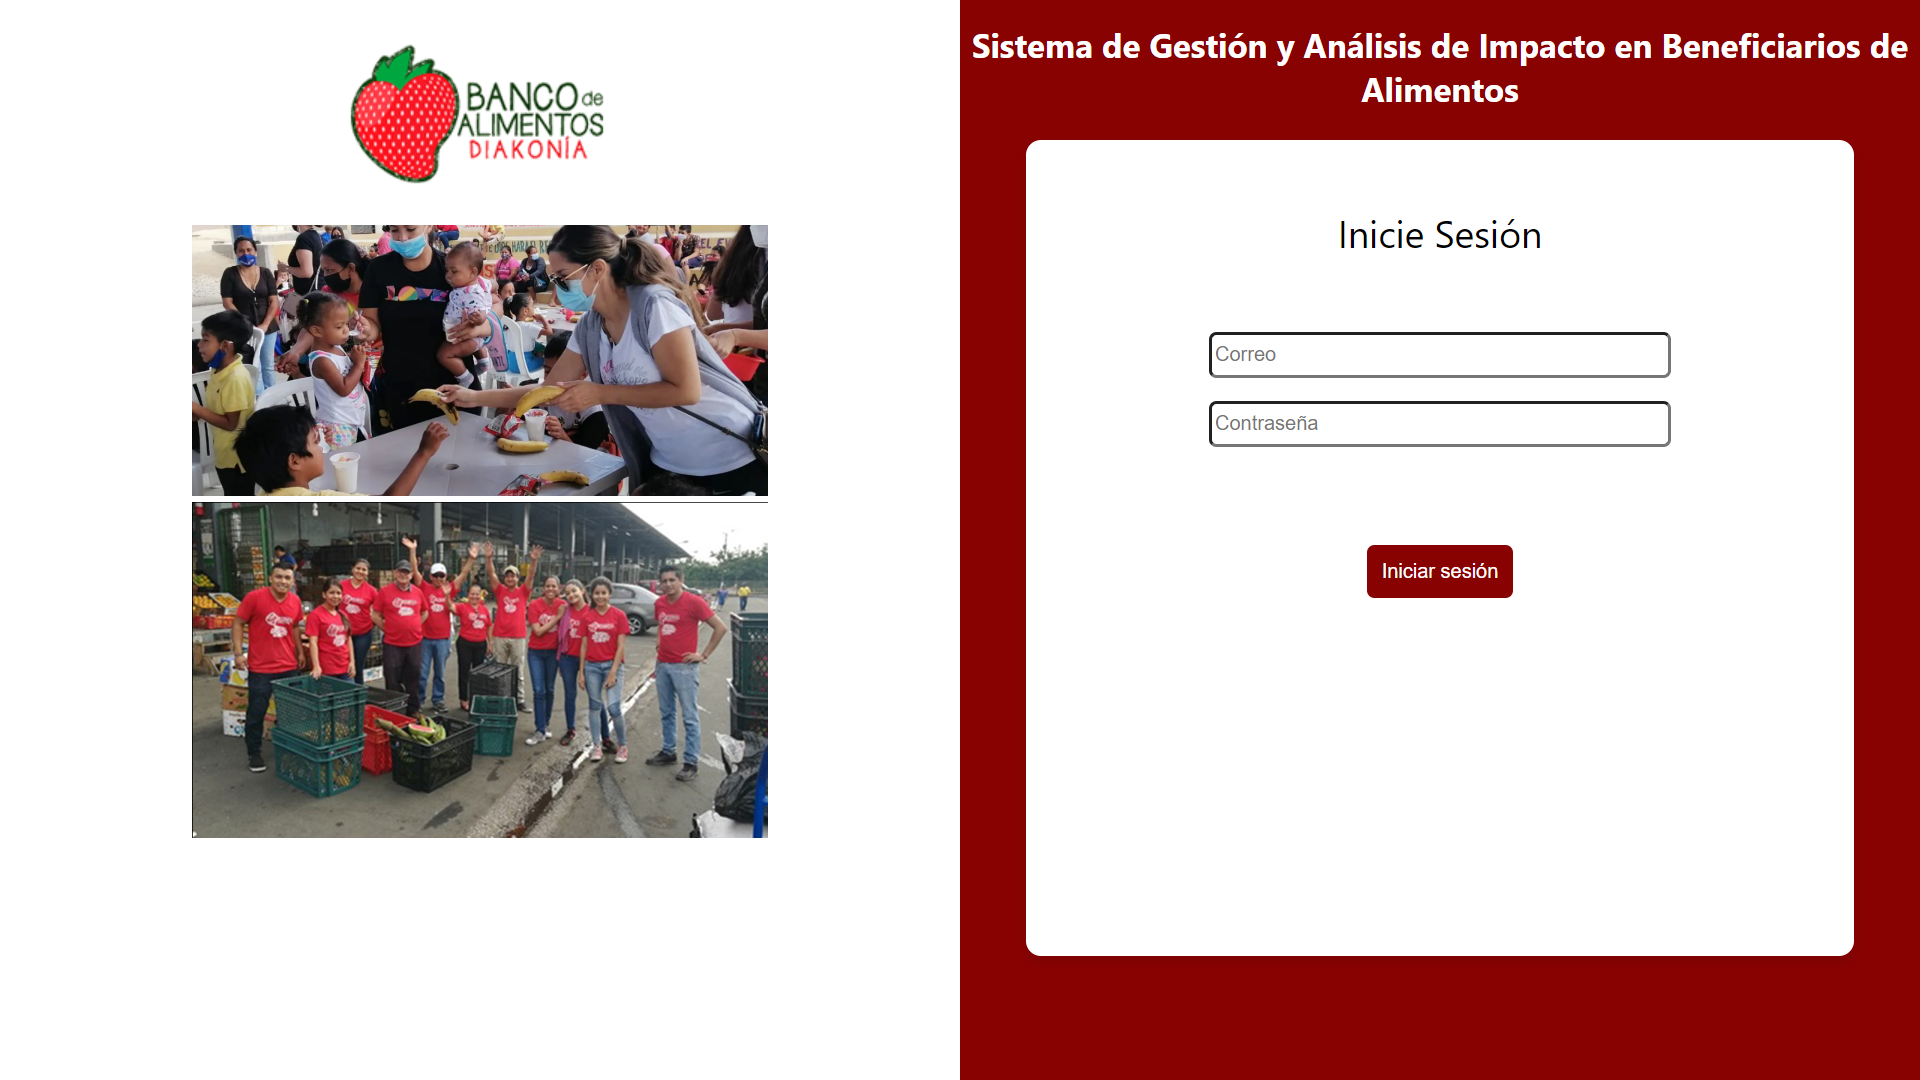 BANCO de
ALIMENTOS
DIAKONÍA
Sistema de Gestión y Análisis de Impacto en Beneficiarios de
Alimentos
Inicie Sesión
Correo
Contraseña
Iniciar sesión